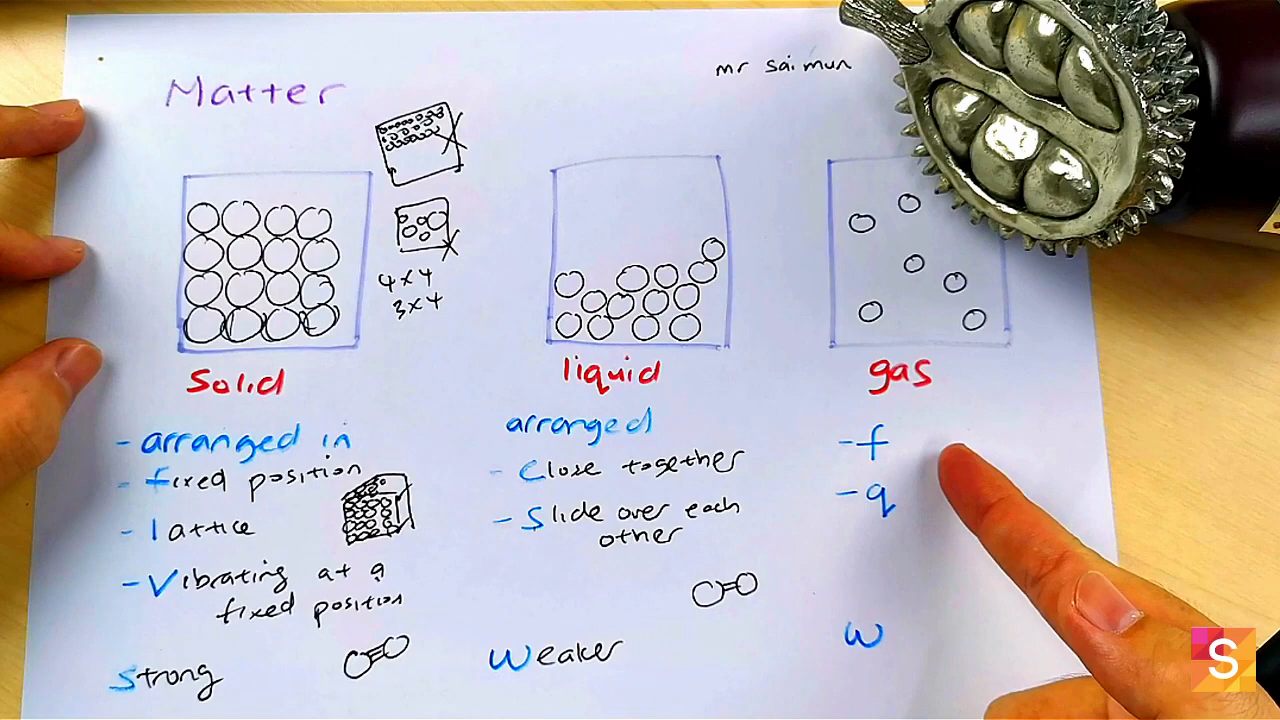 Matter
mr saimun
4x4
3x4
Solid
liquid
gas
- arranged in
- fixed position
- lattice
- Vibrating at a
fixed position
Strong
arranged
- Close together
- Slide over each
other
Weaker
- f
- q
W
S